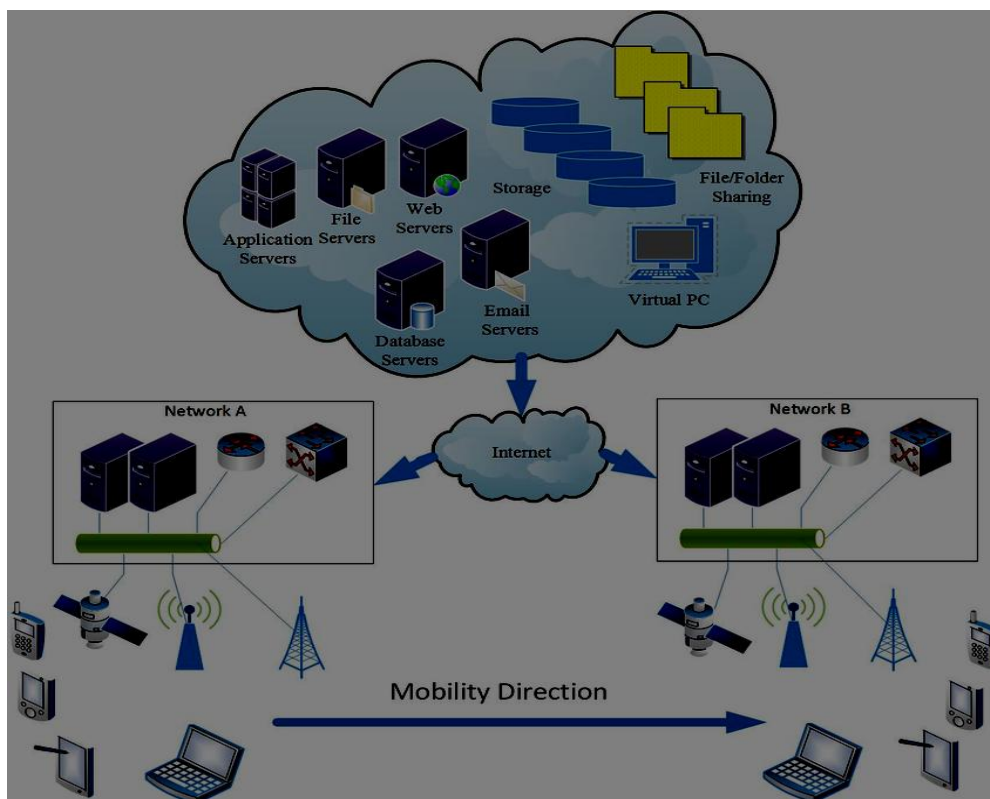 File/Folder
Sharing
Storage
Web
Servers
File
Servers
Application
Servers
Virtual PC
Email
Servers
Database
Servers
Network A
Network B
Internet
Mobility Direction